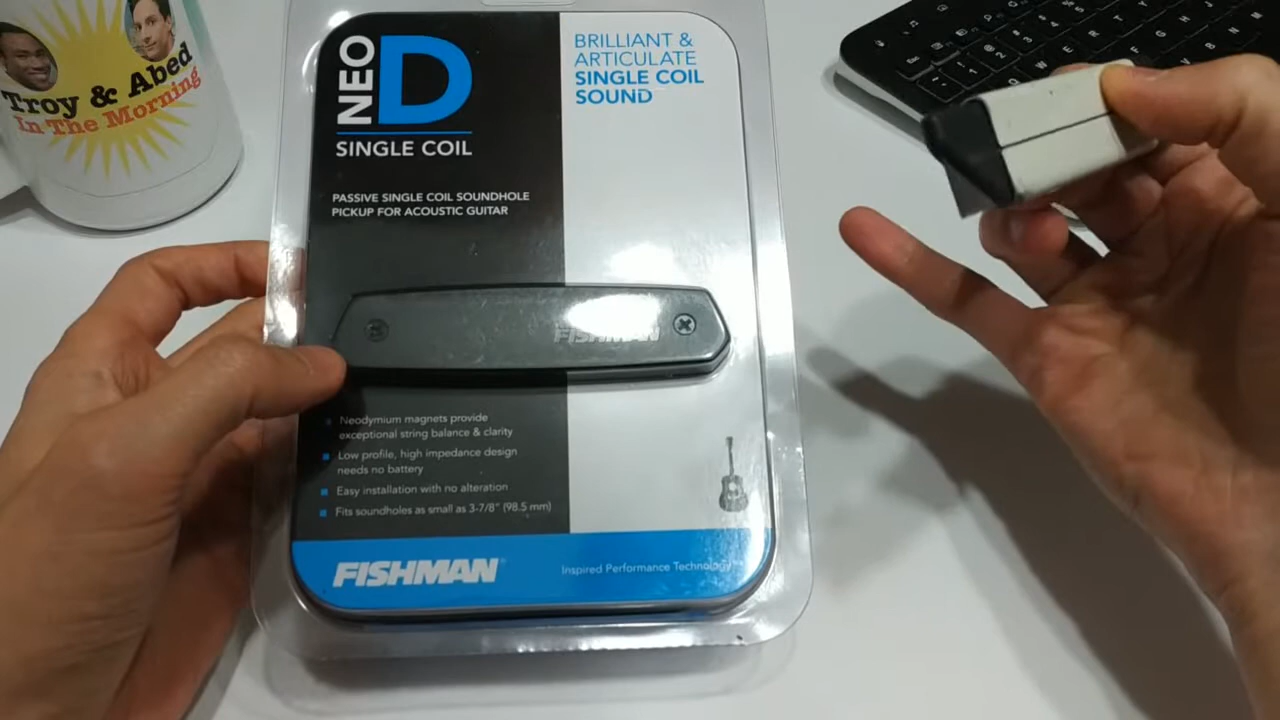 Troy & Abed
In The Morning
NEO D
SINGLE COIL
PASSIVE SINGLE COIL SOUNDHOLE
PICKUP FOR ACOUSTIC GUITAR
BRILLIANT &
ARTICULATE
SINGLE COIL
SOUND
FISHMAN
Neodymium magnets provide
exceptional string balance & clarity
Low profile, high impedance design
needs no battery
Easy installation with no alteration
Fits soundholes as small as 3-7/8" (98.5 mm)
FISHMAN
Inspired Performance Technology